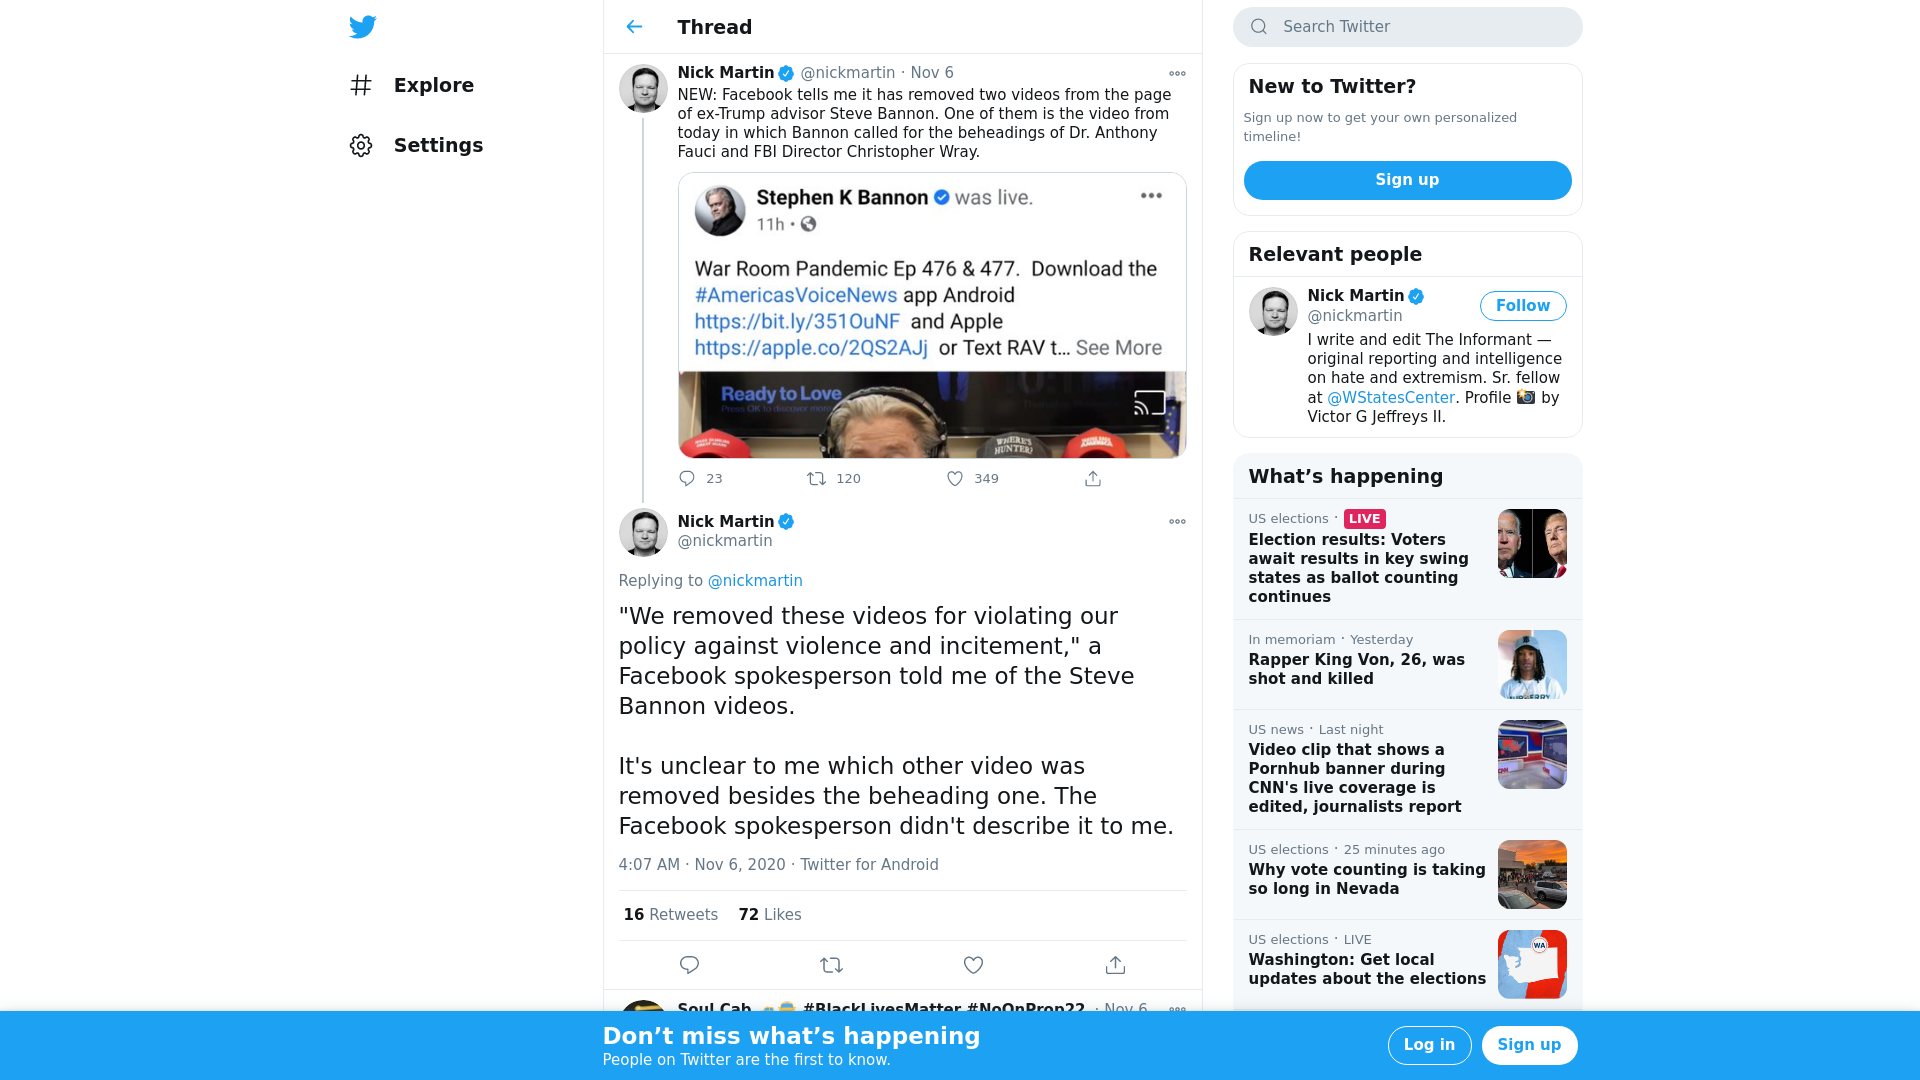 Explore
Settings
Thread
Nick Martin @nickmartin · Nov 6
NEW: Facebook tells me it has removed two videos from the page
of ex-Trump advisor Steve Bannon. One of them is the video from
today in which Bannon called for the beheadings of Dr. Anthony
Fauci and FBI Director Christopher Wray.
Stephen K Bannon was live.
11h ·
War Room Pandemic Ep 476 & 477. Download the
#AmericasVoiceNews app Android
https://bit.ly/351OuNF and Apple
https://apple.co/2QS2AJj or Text RAV t... See More
Ready to Love
Press OK to discover more
WHERE'S
HUNTER?
23 120 349
Nick Martin
@nickmartin
Replying to @nickmartin
"We removed these videos for violating our
policy against violence and incitement," a
Facebook spokesperson told me of the Steve
Bannon videos.
It's unclear to me which other video was
removed besides the beheading one. The
Facebook spokesperson didn't describe it to me.
4:07 AM · Nov 6, 2020 · Twitter for Android
16 Retweets 72 Likes
Soul Cab #BlackLivesMatter #NoOnProp22 · Nov 6
Search Twitter
New to Twitter?
Sign up now to get your own personalized
timeline!
Sign up
Relevant people
Nick Martin
@nickmartin
Follow
I write and edit The Informant —
original reporting and intelligence
on hate and extremism. Sr. fellow
at @WStatesCenter. Profile 📸 by
Victor G Jeffreys II.
What’s happening
US elections · LIVE
Election results: Voters
await results in key swing
states as ballot counting
continues
In memoriam · Yesterday
Rapper King Von, 26, was
shot and killed
US news · Last night
Video clip that shows a
Pornhub banner during
CNN's live coverage is
edited, journalists report
US elections · 25 minutes ago
Why vote counting is taking
so long in Nevada
US elections · LIVE
Washington: Get local
updates about the elections
WA
Don’t miss what’s happening
People on Twitter are the first to know.
Log in
Sign up